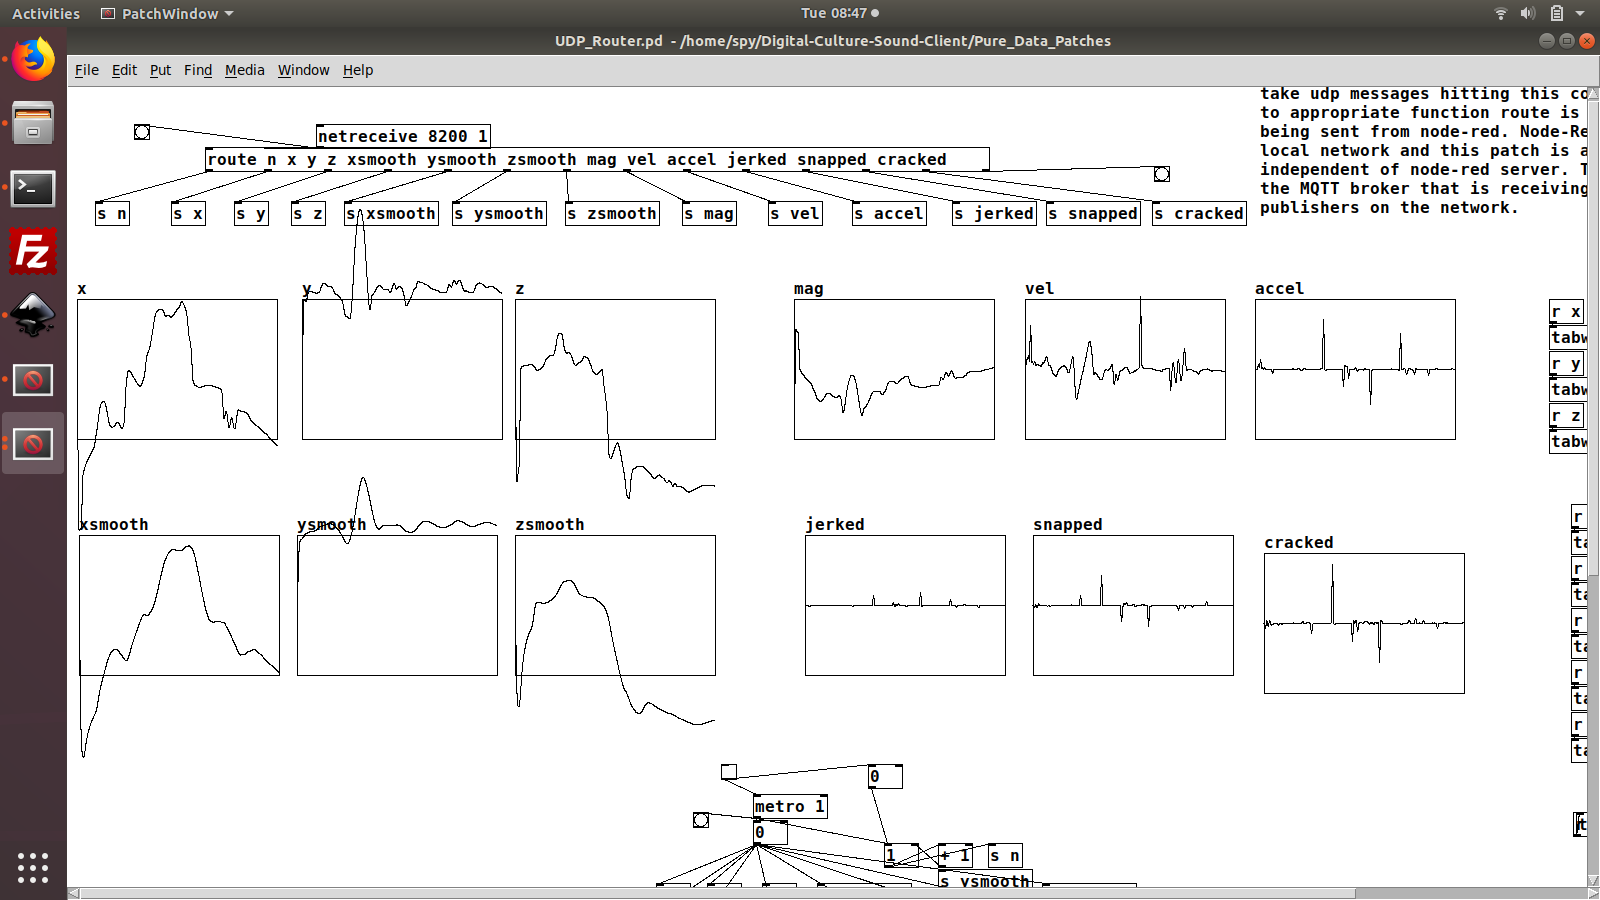 Activities
PatchWindow
Tue 08:47
UDP_Router.pd - /home/spy/Digital-Culture-Sound-Client/Pure_Data_Patches
File Edit Put Find Media Window Help
take udp messages hitting this co
to appropriate function route is
being sent from node-red. Node-Re
local network and this patch is a
independent of node-red server. T
the MQTT broker that is receiving
publishers on the network.
netreceive 8200 1
route n x y z xsmooth ysmooth zsmooth mag vel accel jerked snapped cracked
s n
s x
s y
s z
s xsmooth
s ysmooth
s zsmooth
s mag
s vel
s accel
s jerked
s snapped
s cracked
x
y
z
mag
vel
accel
r x
tabw
r y
tabw
r z
tabw
xsmooth
ysmooth
zsmooth
jerked
snapped
cracked
r
ta
r
ta
r
ta
r
ta
r
ta
0
metro 1
0
1
+ 1
s n
s ysmooth
Fz